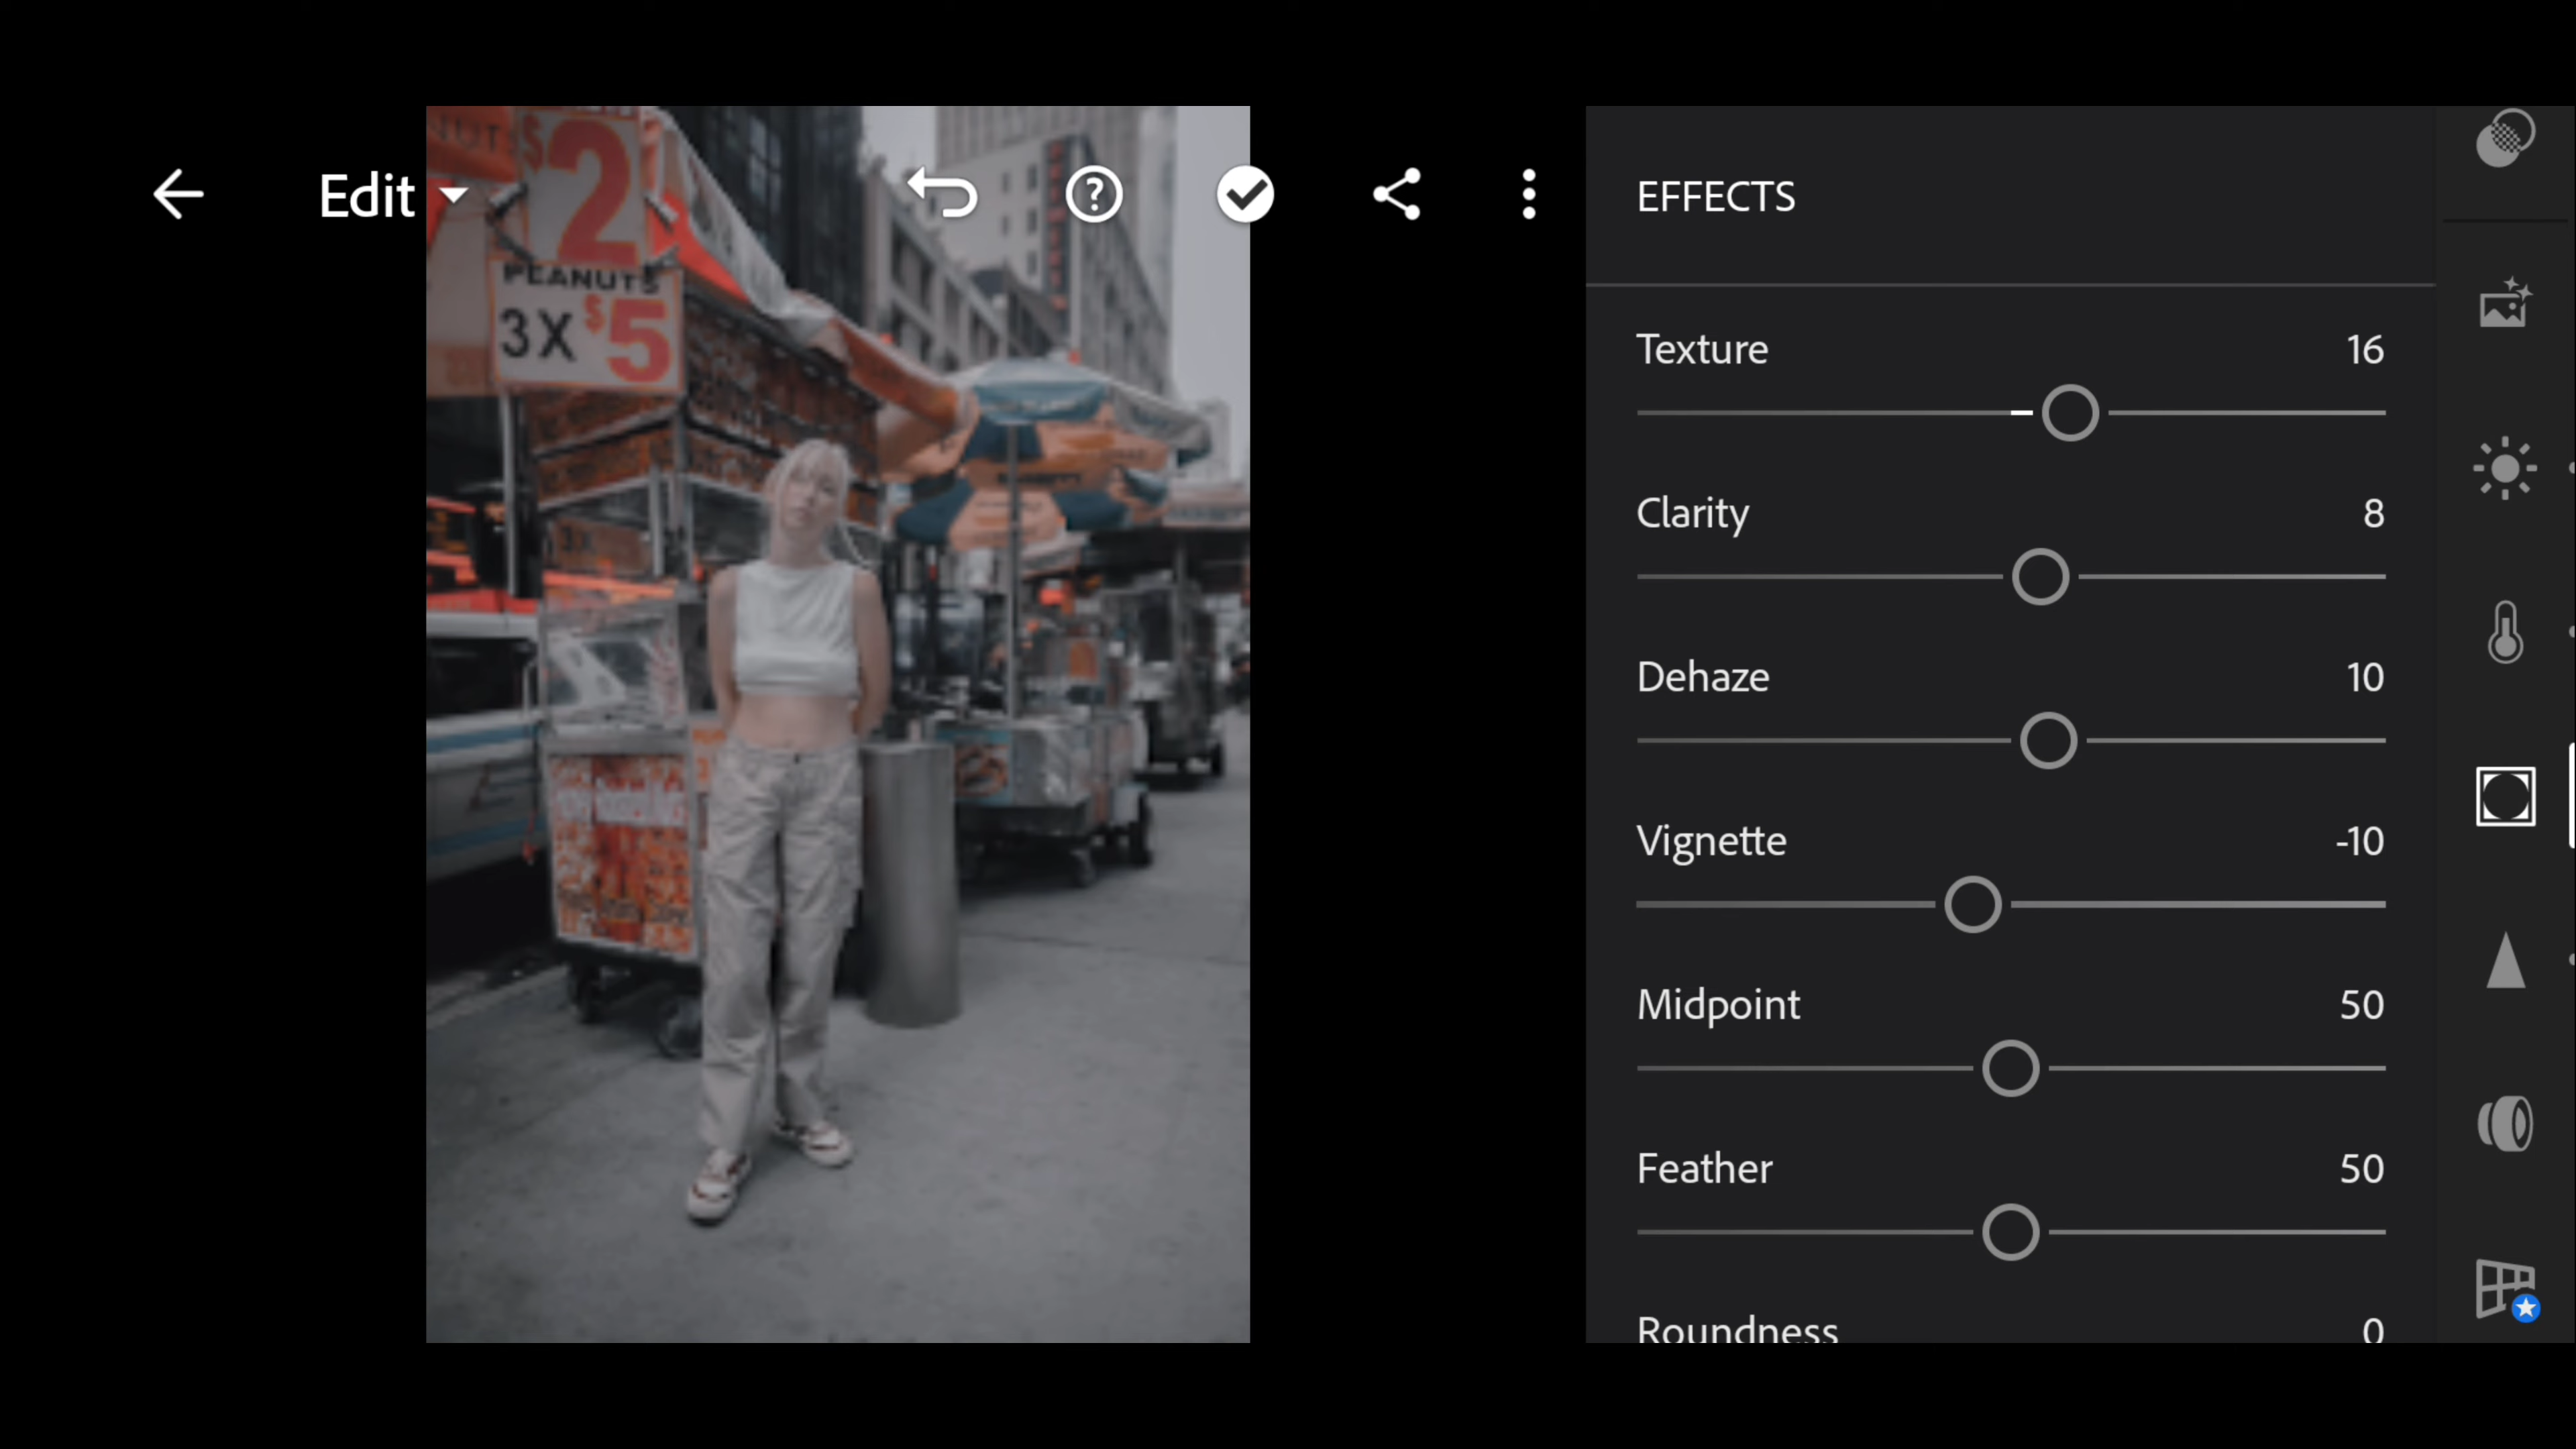 Edit
EFFECTS
Texture 16
Clarity 8
Dehaze 10
Vignette -10
Midpoint 50
Feather 50
Roundness 0
$2
PEANUTS
3X $5